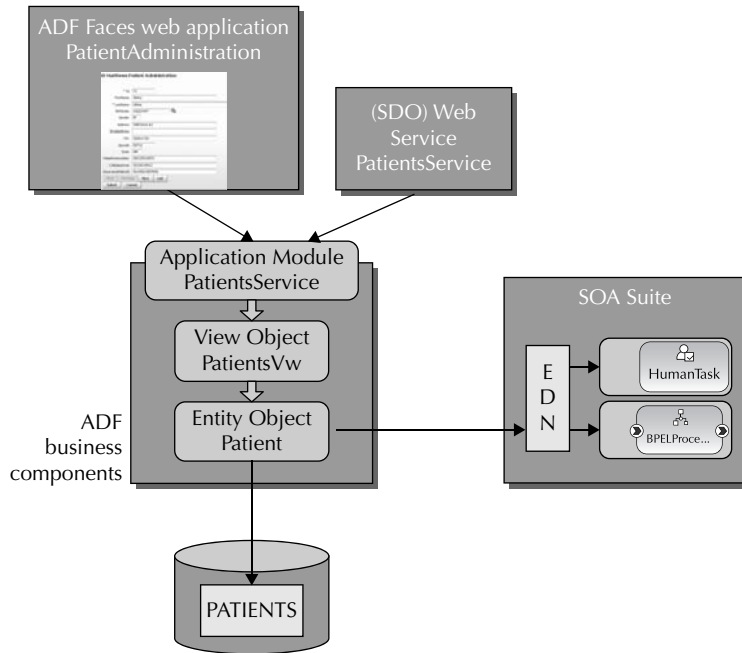 ADF Faces web application
PatientAdministration
(SDO) Web
Service
PatientsService
Application Module
PatientsService
View Object
PatientsVw
Entity Object
Patient
ADF
business
components
SOA Suite
E
D
N
HumanTask
BPELProce...
PATIENTS